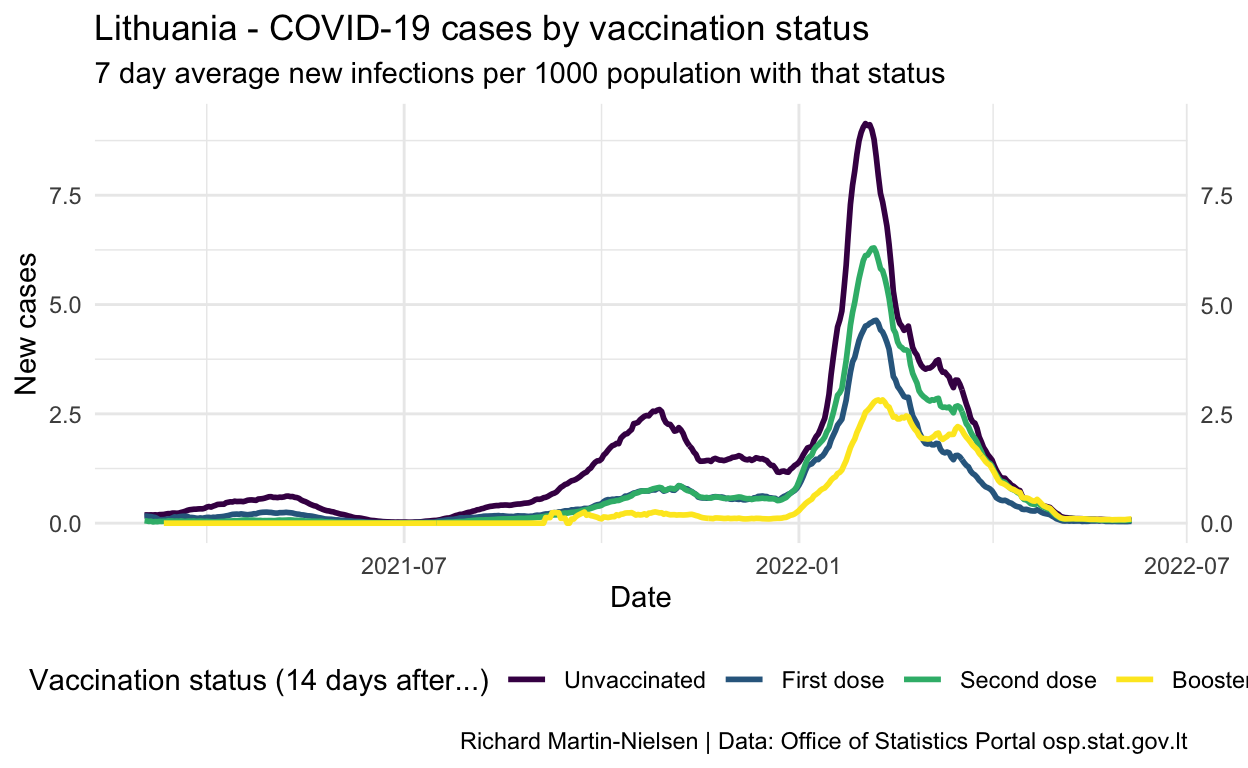 Lithuania - COVID-19 cases by vaccination status
7 day average new infections per 1000 population with that status
New cases
7.5
5.0
2.5
0.0
7.5
5.0
2.5
0.0
2021-07 2022-01 2022-07
Date
Vaccination status (14 days after...) Unvaccinated First dose Second dose Booster
Richard Martin-Nielsen | Data: Office of Statistics Portal osp.stat.gov.lt